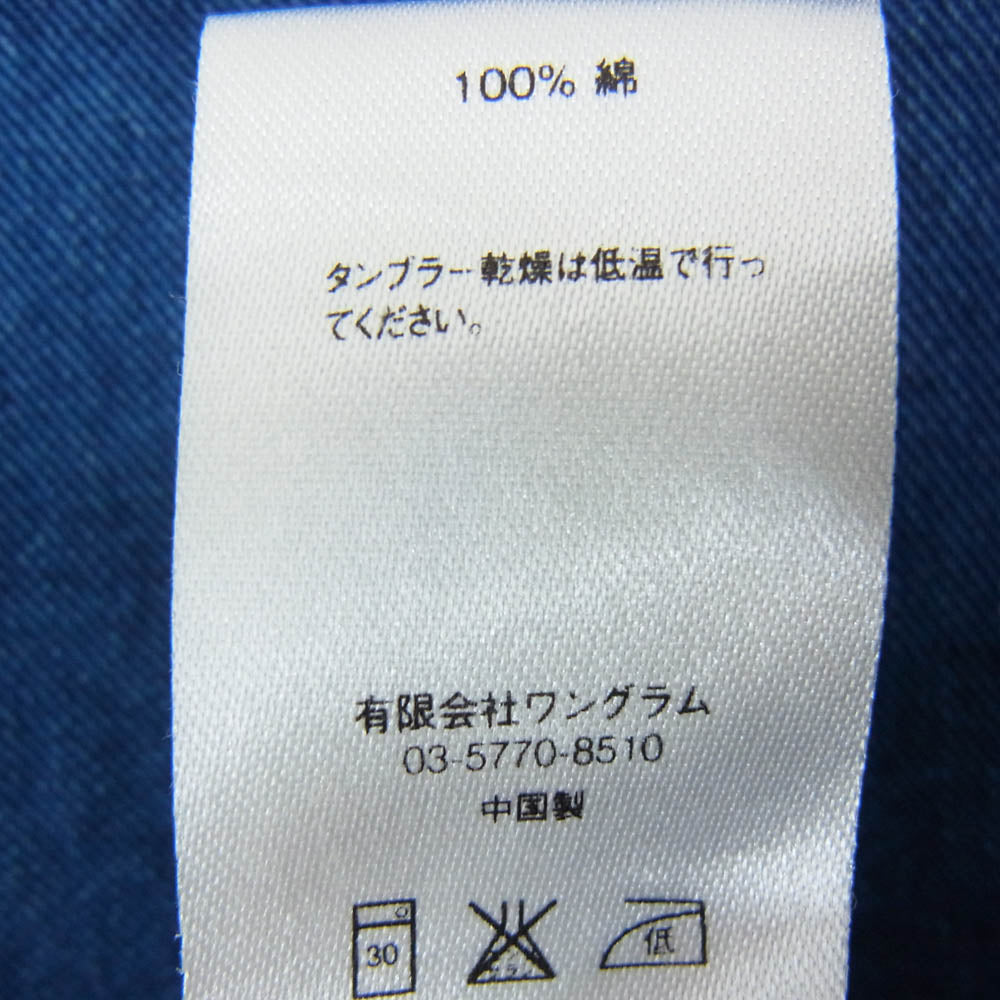 100% 綿
タンブラー乾燥は低温で行っ
てください。
有限会社ワングラム
03-5770-8510
中国製
30
低